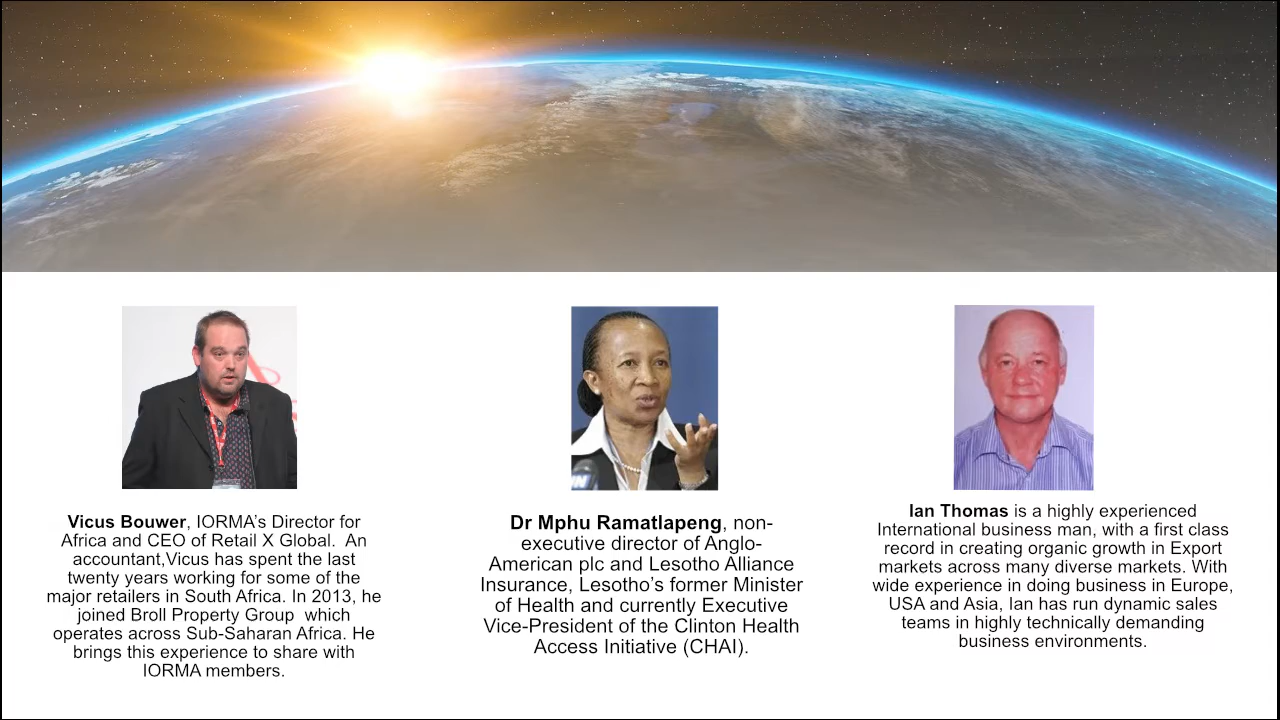 Vicus Bouwer, IORMA's Director for
Africa and CEO of Retail X Global.  An
accountant,Vicus has spent the last
twenty years working for some of the
major retailers in South Africa. In 2013, he
joined Broll Property Group  which
operates across Sub-Saharan Africa. He
brings this experience to share with
IORMA members.
Dr Mphu Ramatlapeng, non-
executive director of Anglo-
American plc and Lesotho Alliance
Insurance, Lesotho's former Minister
of Health and currently Executive
Vice-President of the Clinton Health
Access Initiative (CHAI).
Ian Thomas is a highly experienced
International business man, with a first class
record in creating organic growth in Export
markets across many diverse markets. With
wide experience in doing business in Europe,
USA and Asia, Ian has run dynamic sales
teams in highly technically demanding
business environments.